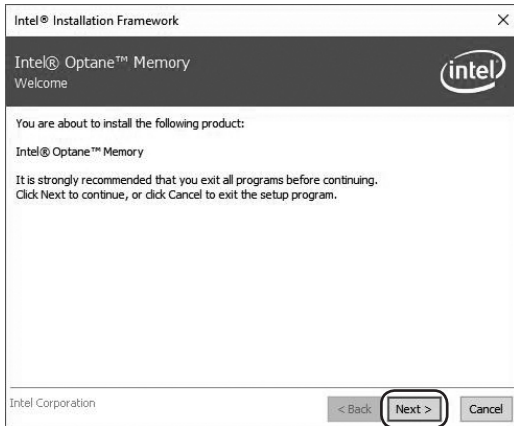 Intel® Installation Framework
Intel® Optane™ Memory
Welcome
intel
You are about to install the following product:
Intel® Optane™ Memory
It is strongly recommended that you exit all programs before continuing.
Click Next to continue, or click Cancel to exit the setup program.
Intel Corporation
< Back Next > Cancel